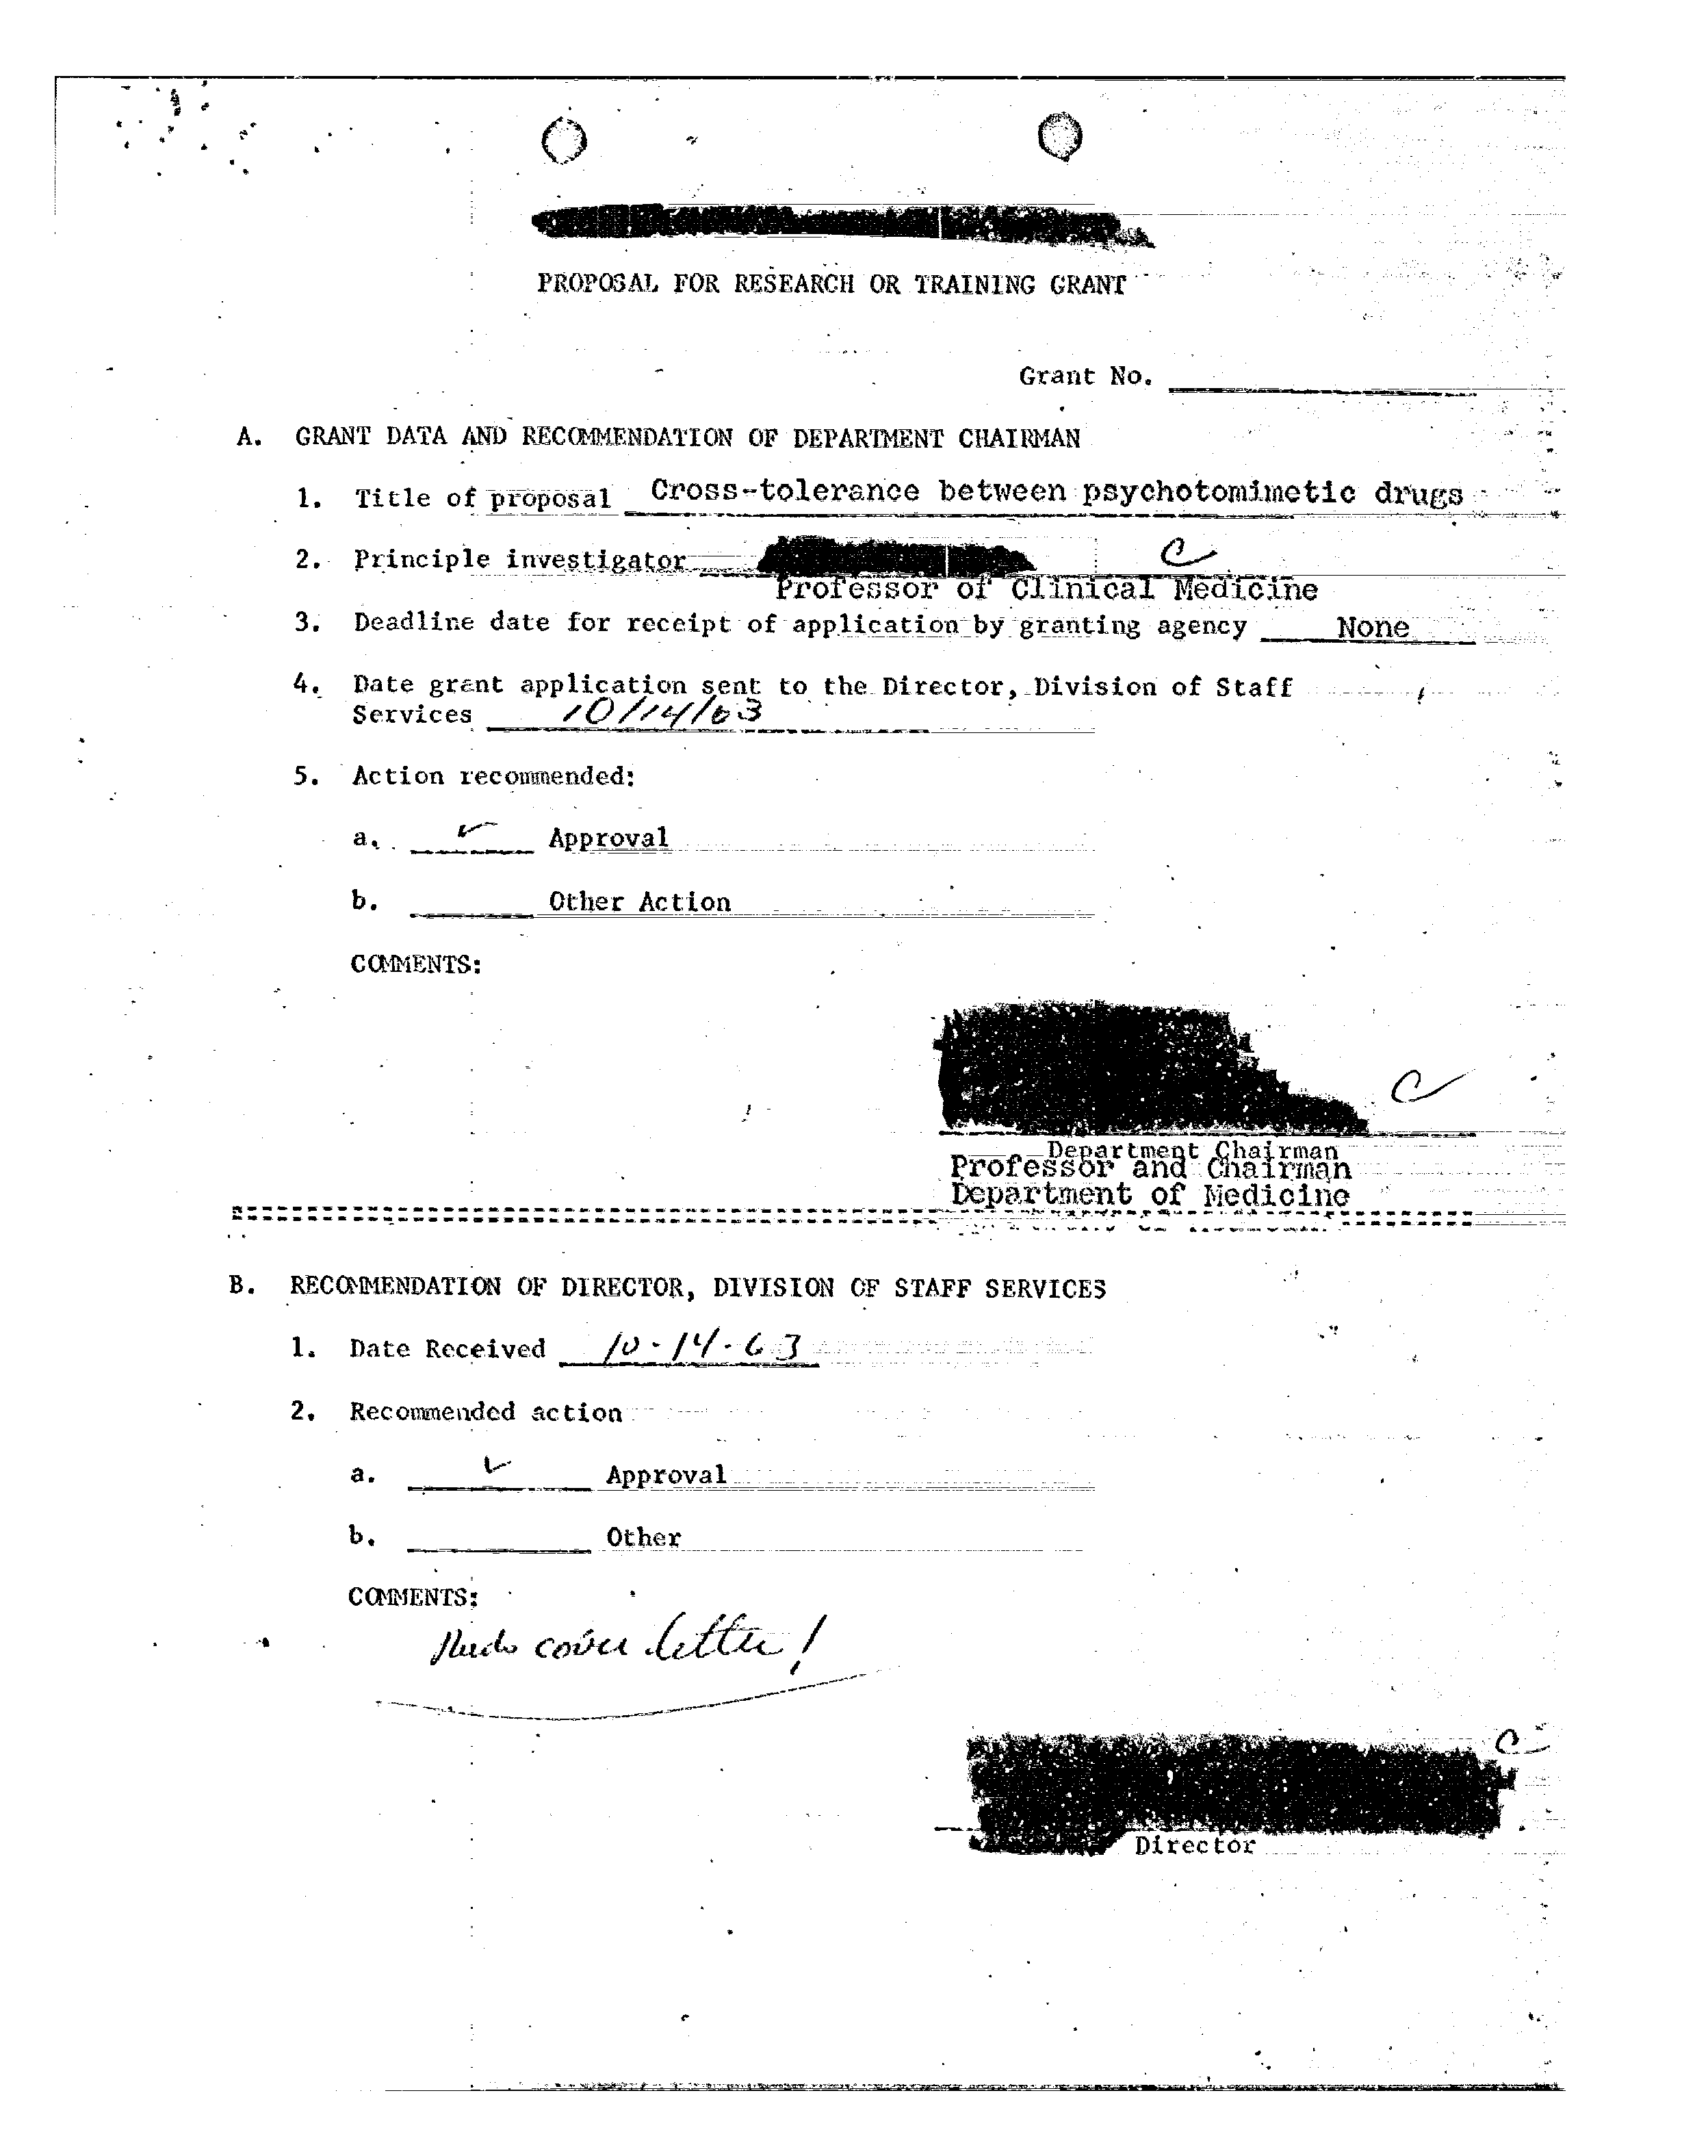 PROPOSAL FOR RESEARCH OR TRAINING GRANT
Grant No.
A. GRANT DATA AND RECOMMENDATION OF DEPARTMENT CHAIRMAN
1. Title of proposal Cross-tolerance between psychotomimetic drugs
2. Principle investigator C
Professor of Clinical Medicine
3. Deadline date for receipt of application by granting agency None
4. Date grant application sent to the Director, Division of Staff
Services 10/14/63
5. Action recommended:
a. ✓ Approval
b. Other Action
COMMENTS:
C
Department Chairman
Professor and Chairman
Department of Medicine
B. RECOMMENDATION OF DIRECTOR, DIVISION OF STAFF SERVICES
1. Date Received 10-14-63
2. Recommended action
a. ✓ Approval
b. Other
COMMENTS:
cover letter!
C
Director